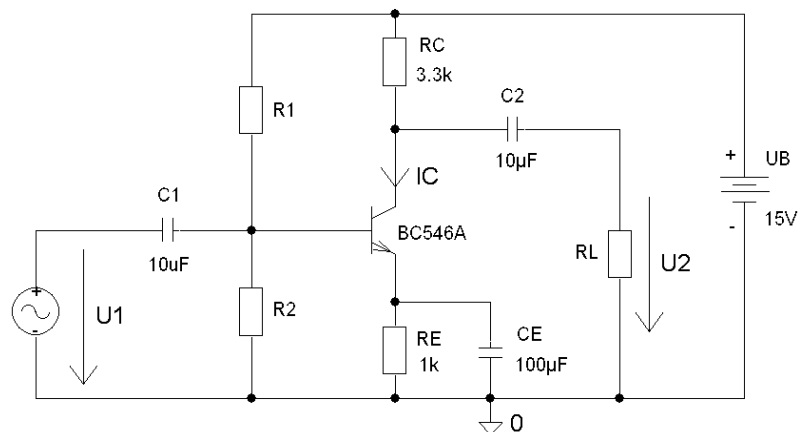 RC
3.3k
C2
10µF
R1
+
UB
15V
-
IC
C1
10uF
BC546A
RL
U2
+
-
U1
R2
RE
1k
CE
100µF
0